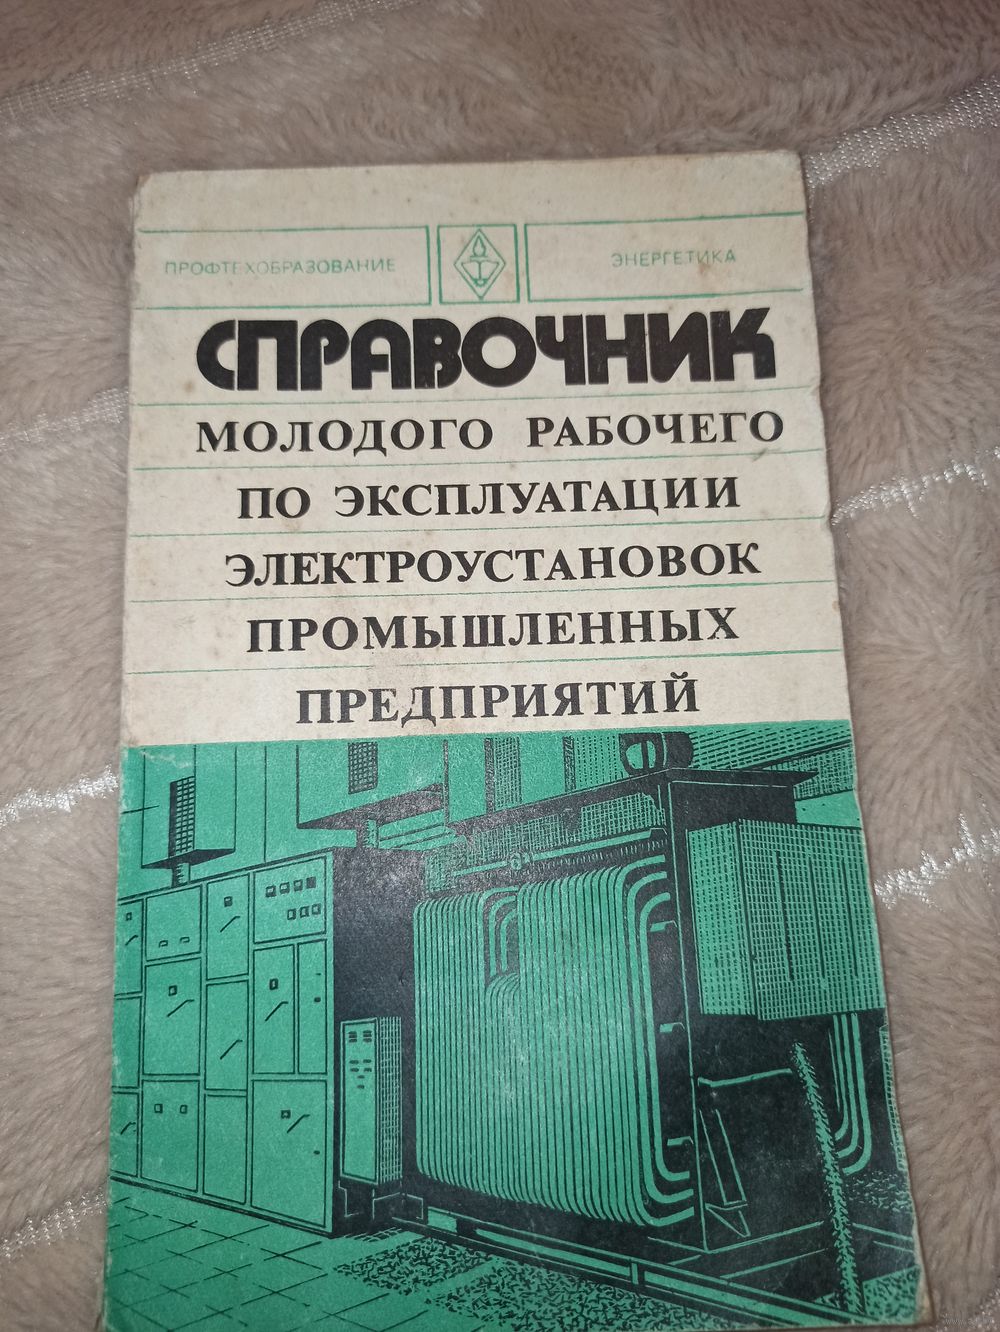 ПРОФТЕХОБРАЗОВАНИЕ
ЭНЕРГЕТИКА
СПРАВОЧНИК
МОЛОДОГО РАБОЧЕГО
ПО ЭКСПЛУАТАЦИИ
ЭЛЕКТРОУСТАНОВОК
ПРОМЫШЛЕННЫХ
ПРЕДПРИЯТИЙ